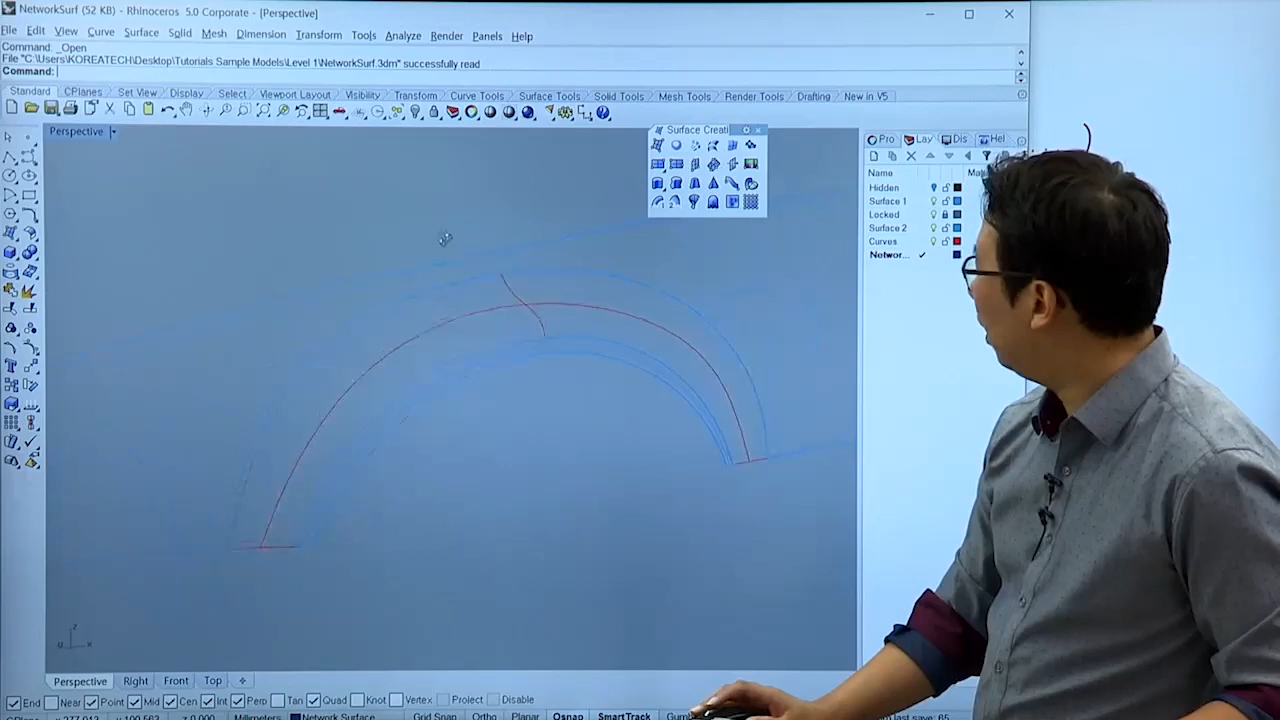 NetworkSurf (52 KB) - Rhinoceros 5.0 Corporate - [Perspective]
File Edit View Curve Surface Solid Mesh Dimension Transform Tools Analyze Render Panels Help
Command: _Open
File "C:\Users\KOREATECH\Desktop\Tutorials Sample Models\Level 1\NetworkSurf.3dm" successfully read
Command:
Standard CPlanes Set View Display Select Viewport Layout Visibility Transform Curve Tools Surface Tools Solid Tools Mesh Tools Render Tools Drafting New in V5
Perspective
Surface Creati
Pro Lay Dis Hel
Name
Hidden
Surface 1
Locked
Surface 2
Curves
Networ...
z
x
Perspective Right Front Top
End Near Point Mid Cen Int Perp Tan Quad Knot Vertex Project Disable
Network Surface Grid Snap Ortho Planar Osnap SmartTrack